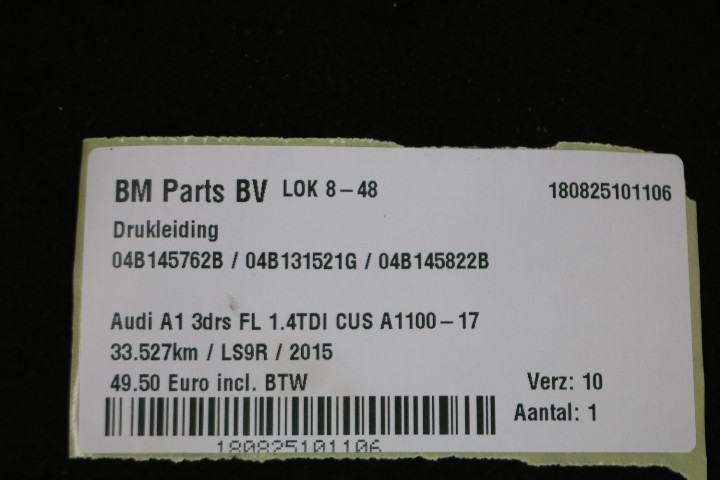 BM Parts BV LOK 8-48 180825101106
Drukleiding
04B145762B / 04B131521G / 04B145822B
Audi A1 3drs FL 1.4TDI CUS A1100-17
33.527km / LS9R / 2015
49.50 Euro incl. BTW Verz: 10
Aantal: 1
180825101106